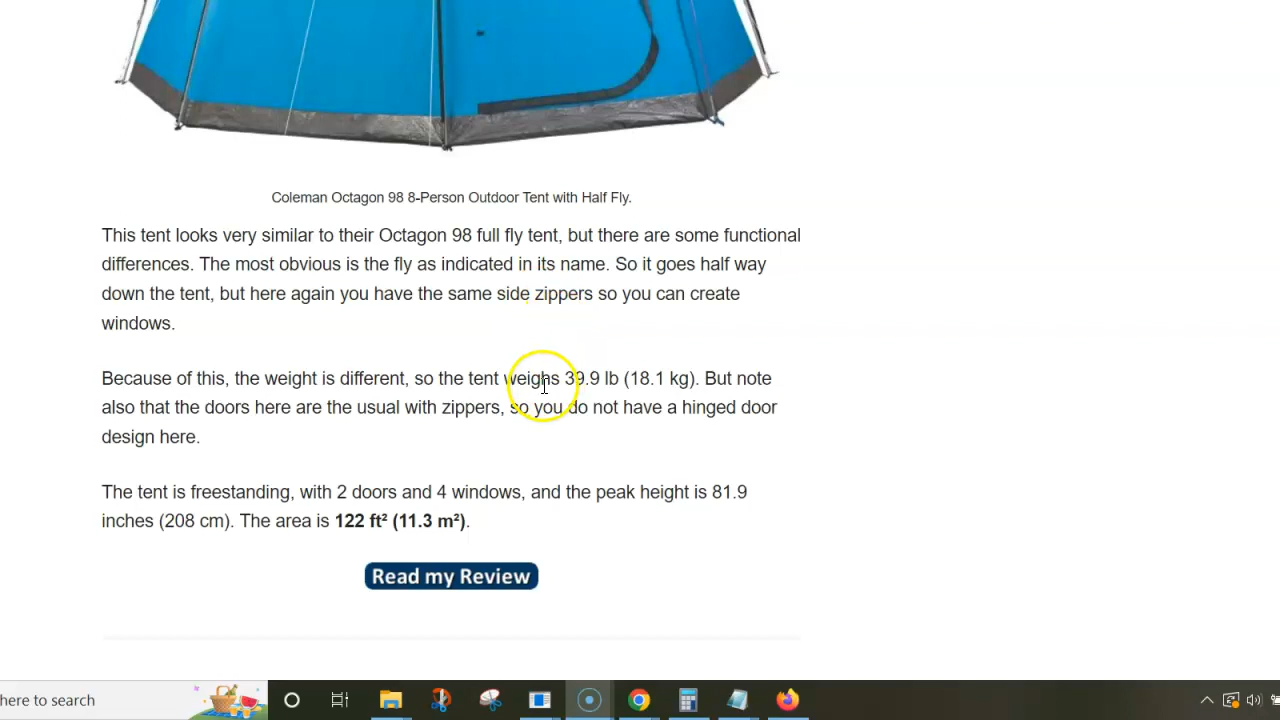 Coleman Octagon 98 8-Person Outdoor Tent with Half Fly.
This tent looks very similar to their Octagon 98 full fly tent, but there are some functional
differences. The most obvious is the fly as indicated in its name. So it goes half way
down the tent, but here again you have the same side zippers so you can create
windows.
Because of this, the weight is different, so the tent weighs 39.9 lb (18.1 kg). But note
also that the doors here are the usual with zippers, so you do not have a hinged door
design here.
The tent is freestanding, with 2 doors and 4 windows, and the peak height is 81.9
inches (208 cm). The area is 122 ft² (11.3 m²).
Read my Review
here to search